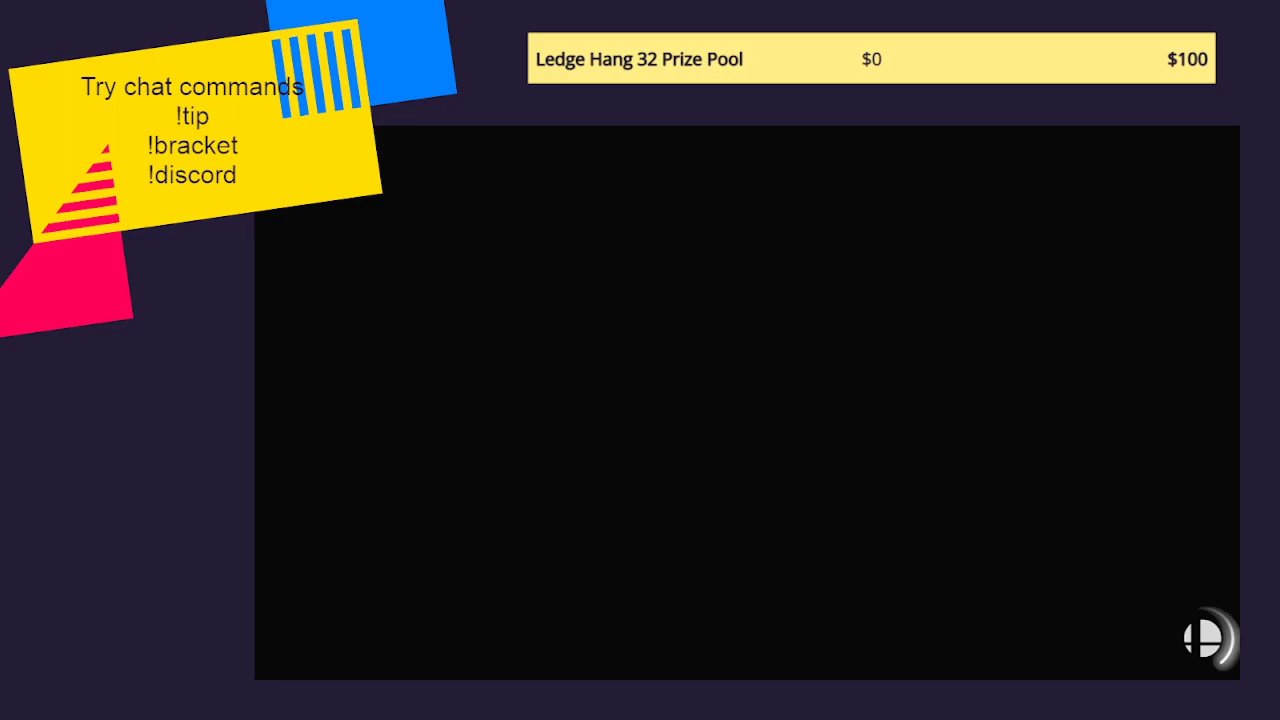 Try chat commands
!tip
!bracket
!discord
Ledge Hang 32 Prize Pool $0 $100